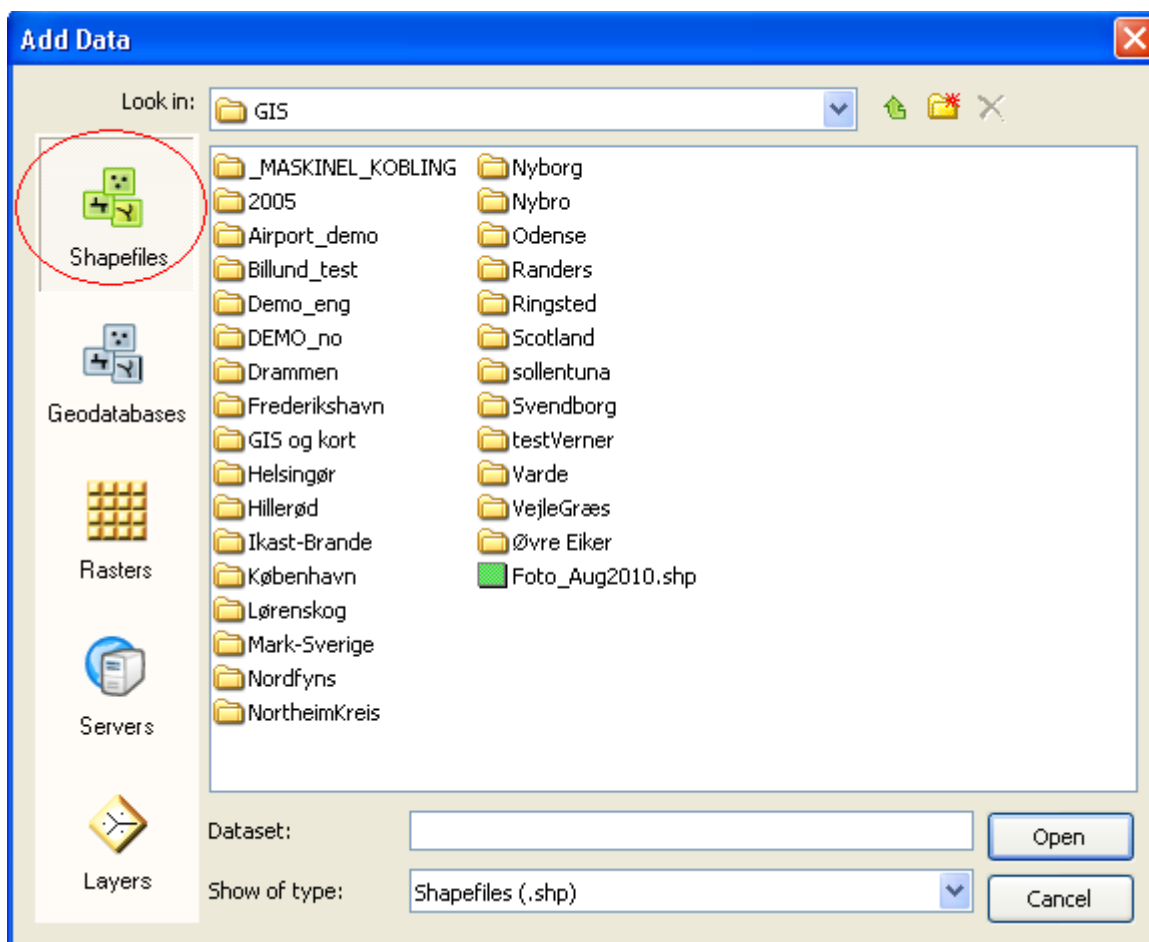 Add Data
Look in:
GIS
Shapefiles
Geodatabases
Rasters
Servers
Layers
_MASKINEL_KOBLING
2005
Airport_demo
Billund_test
Demo_eng
DEMO_no
Drammen
Frederikshavn
GIS og kort
Helsingør
Hillerød
Ikast-Brande
København
Lørenskog
Mark-Sverige
Nordfyns
NortheimKreis
Nyborg
Nybro
Odense
Randers
Ringsted
Scotland
sollentuna
Svendborg
testVerner
Varde
VejleGræs
Øvre Eiker
Foto_Aug2010.shp
Dataset:
Open
Show of type:
Shapefiles (.shp)
Cancel